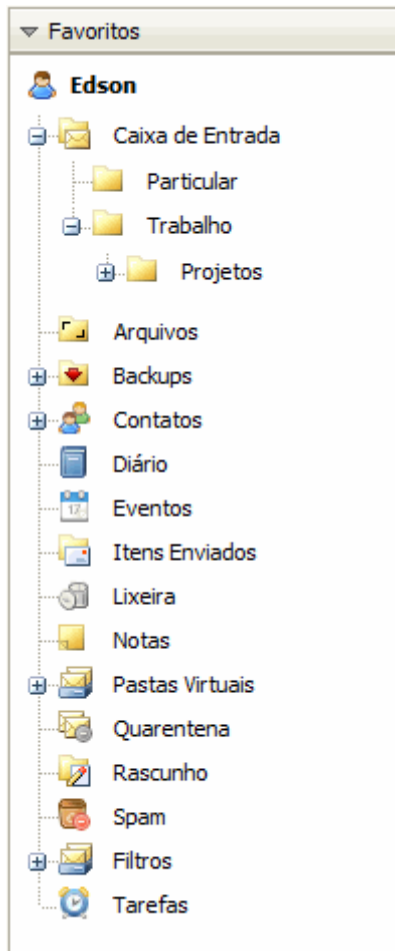 Favoritos
Edson
Caixa de Entrada
Particular
Trabalho
Projetos
Arquivos
Backups
Contatos
Diário
Eventos
Itens Enviados
Lixeira
Notas
Pastas Virtuais
Quarentena
Rascunho
Spam
Filtros
Tarefas